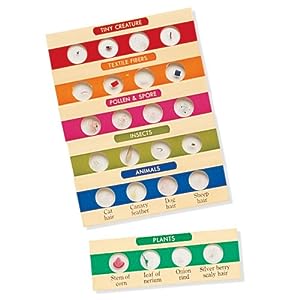 TINY CREATURE
TEXTILE FIBERS
POLLEN & SPORE
INSECTS
ANIMALS
Cat hair
Canary feather
Dog hair
Sheep hair
PLANTS
Stem of corn
leaf of nerium
Onion rind
Silver berry scaly hair